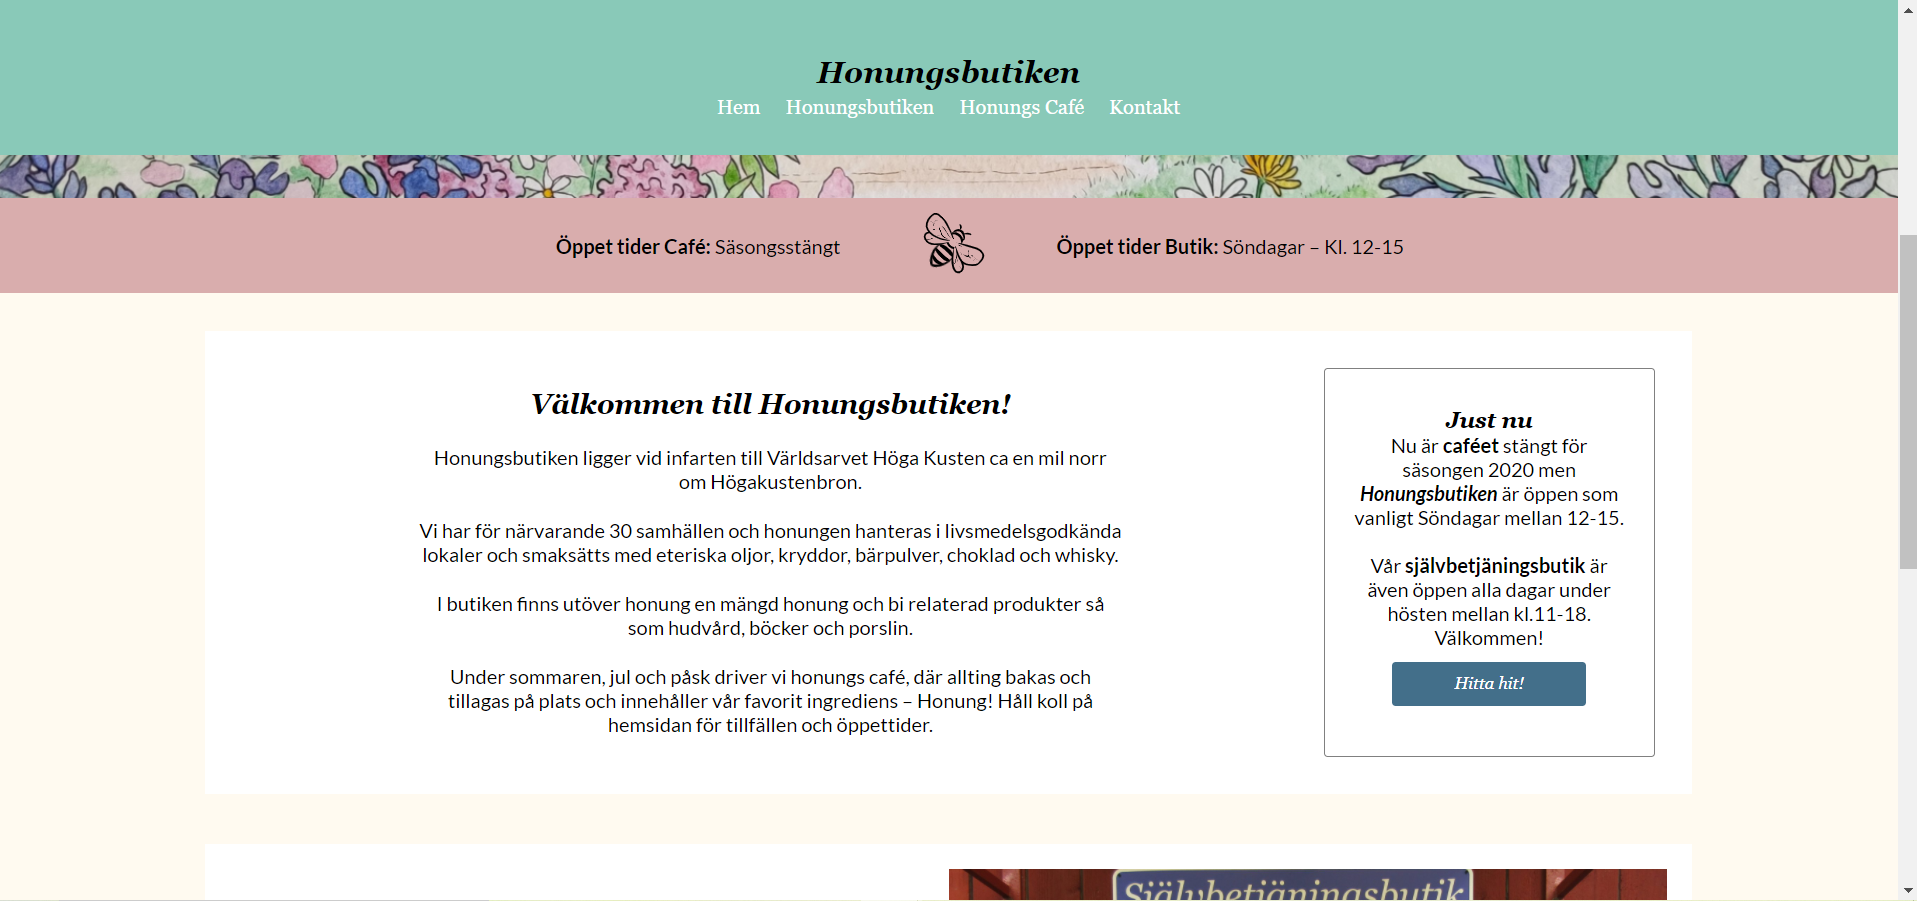 Honungsbutiken
Hem Honungsbutiken Honungs Café Kontakt
Öppet tider Café: Säsongsstängt
Öppet tider Butik: Söndagar – Kl. 12-15
Välkommen till Honungsbutiken!
Honungsbutiken ligger vid infarten till Världsarvet Höga Kusten ca en mil norr
om Högakustenbron.
Vi har för närvarande 30 samhällen och honungen hanteras i livsmedelsgodkända
lokaler och smaksätts med eteriska oljor, kryddor, bärpulver, choklad och whisky.
I butiken finns utöver honung en mängd honung och bi relaterad produkter så
som hudvård, böcker och porslin.
Under sommaren, jul och påsk driver vi honungs café, där allting bakas och
tillagas på plats och innehåller vår favorit ingrediens – Honung! Håll koll på
hemsidan för tillfällen och öppettider.
Just nu
Nu är caféet stängt för
säsongen 2020 men
Honungsbutiken är öppen som
vanligt Söndagar mellan 12-15.
Vår självbetjäningsbutik är
även öppen alla dagar under
hösten mellan kl.11-18.
Välkommen!
Hitta hit!
Självbetjäningsbutik